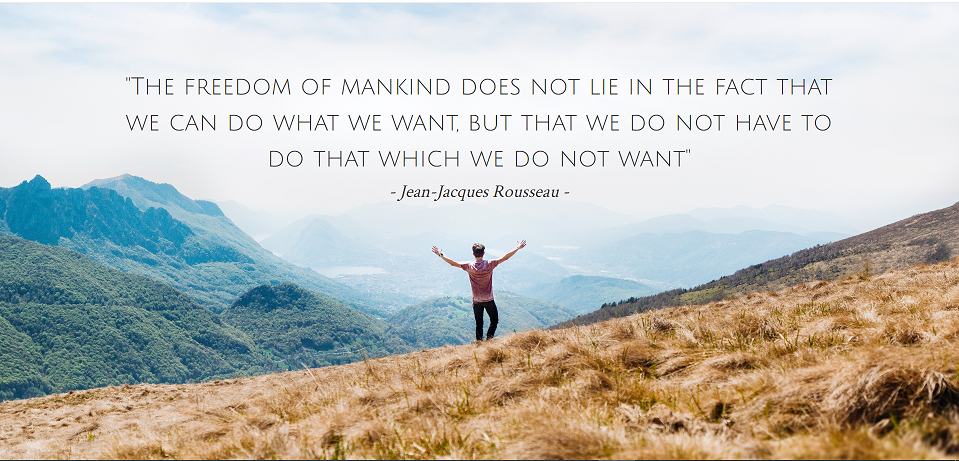 "The freedom of mankind does not lie in the fact that
we can do what we want, but that we do not have to
do that which we do not want"
- Jean-Jacques Rousseau -